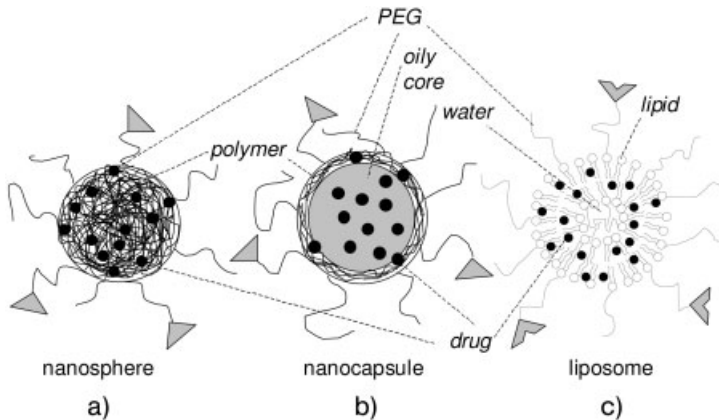 PEG
oily
core
water
lipid
polymer
drug
nanosphere
nanocapsule
liposome
a)
b)
c)